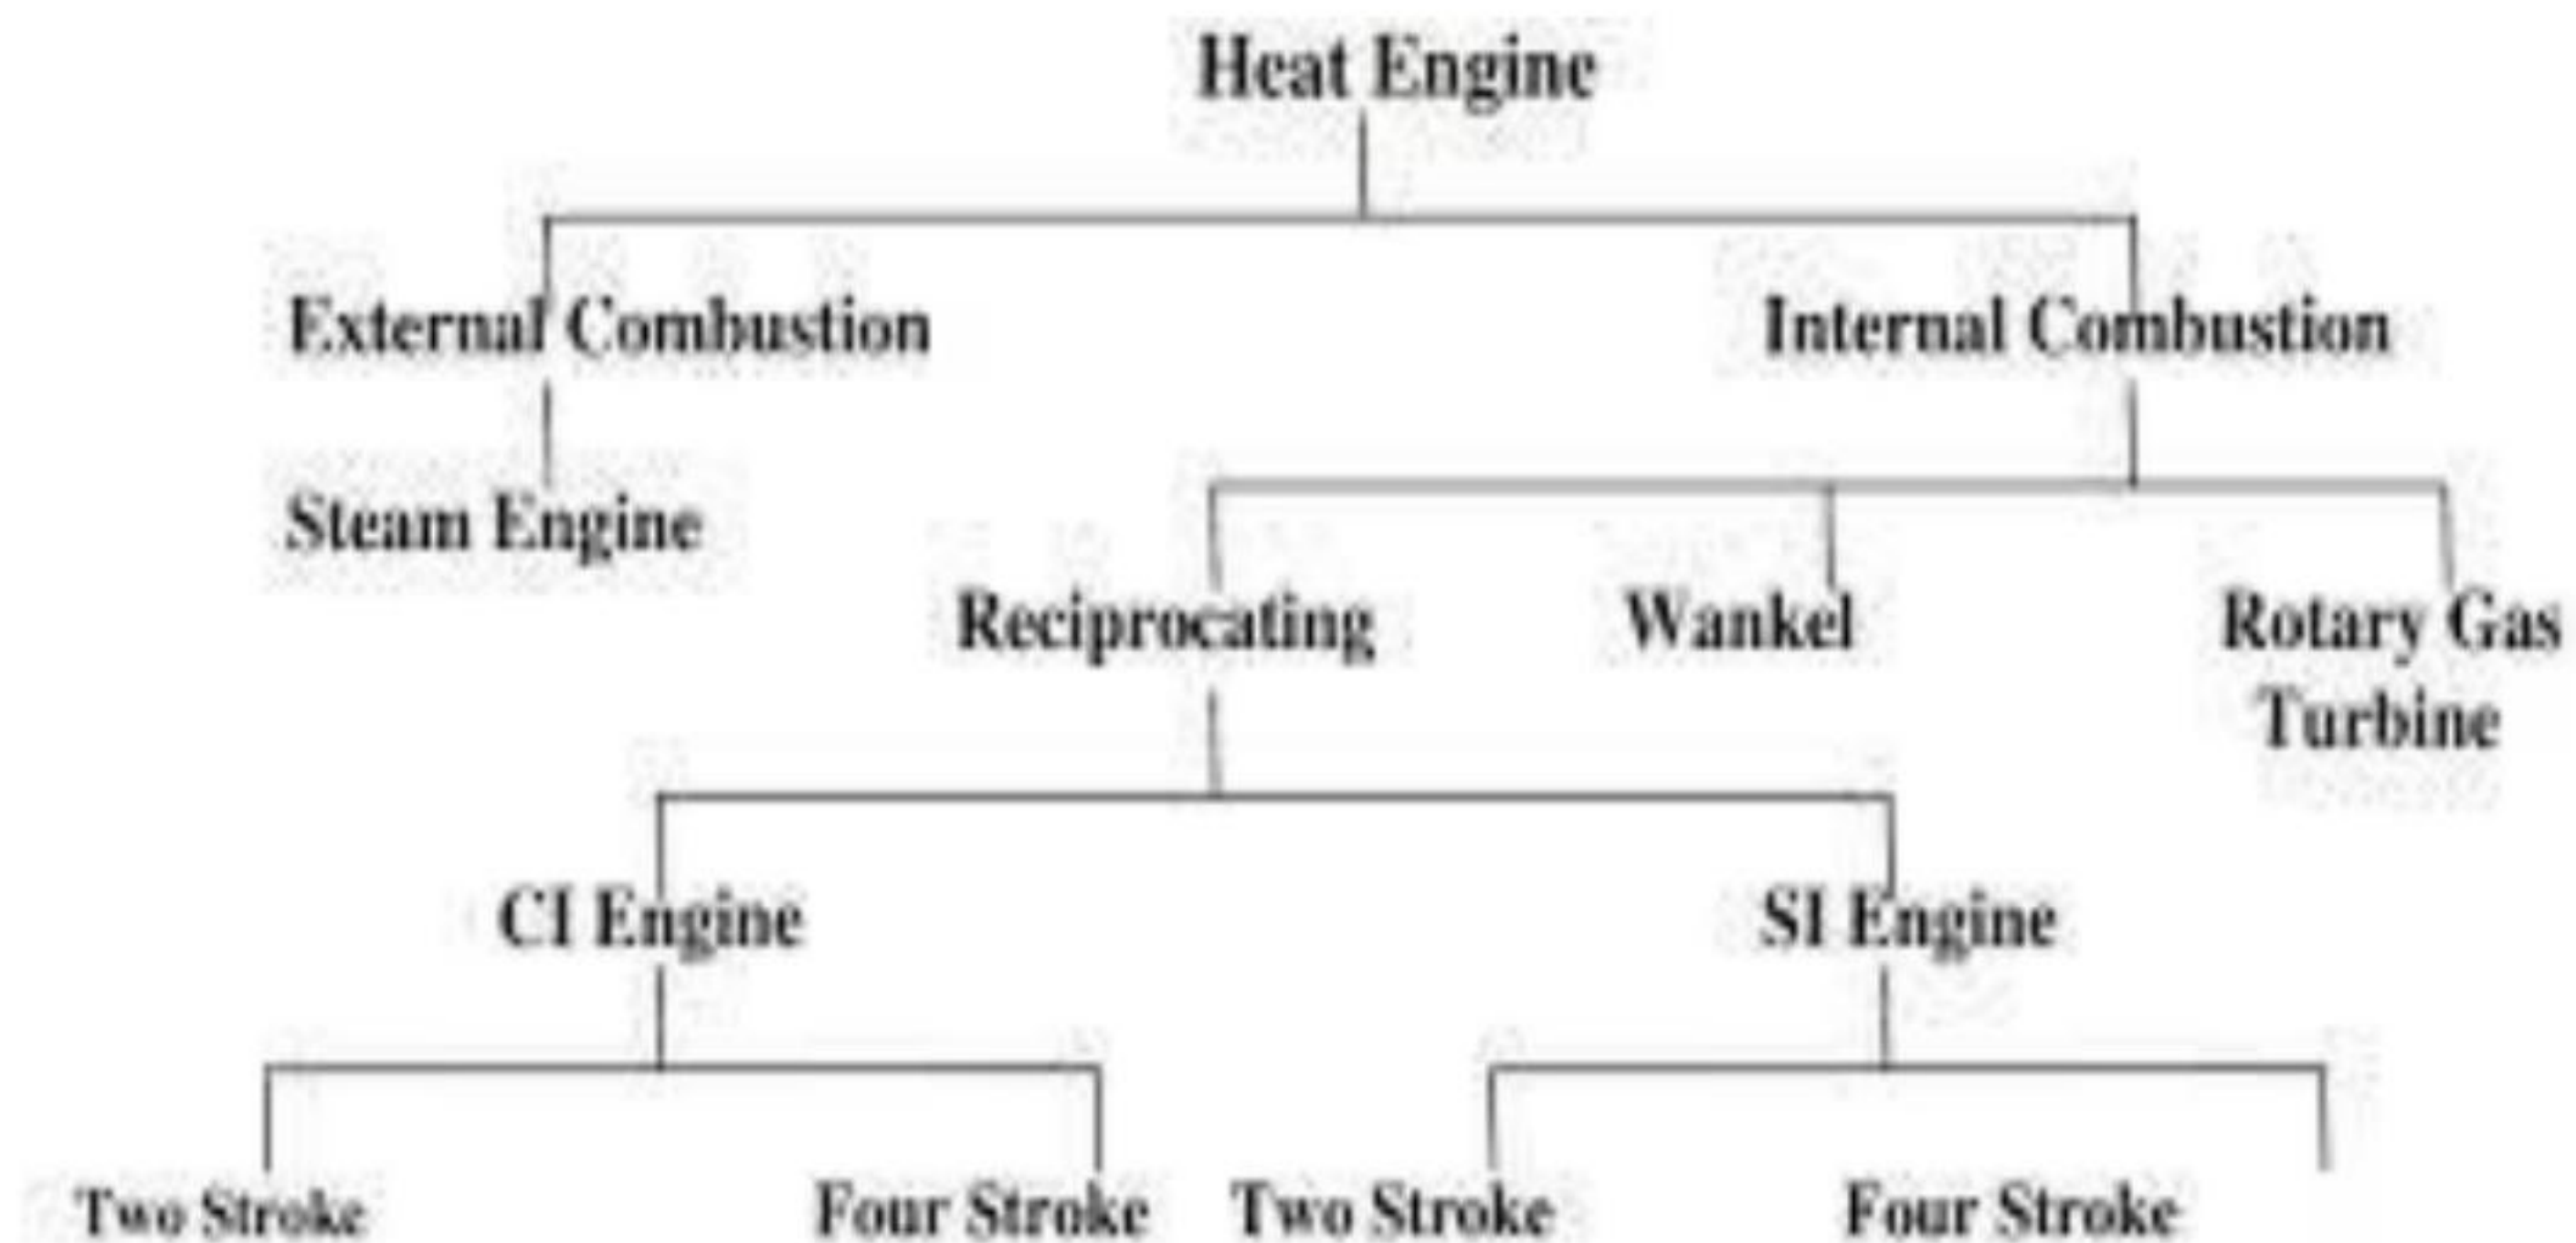 Heat Engine
External Combustion
Internal Combustion
Steam Engine
Reciprocating
Wankel
Rotary Gas
Turbine
CI Engine
SI Engine
Two Stroke
Four Stroke
Two Stroke
Four Stroke